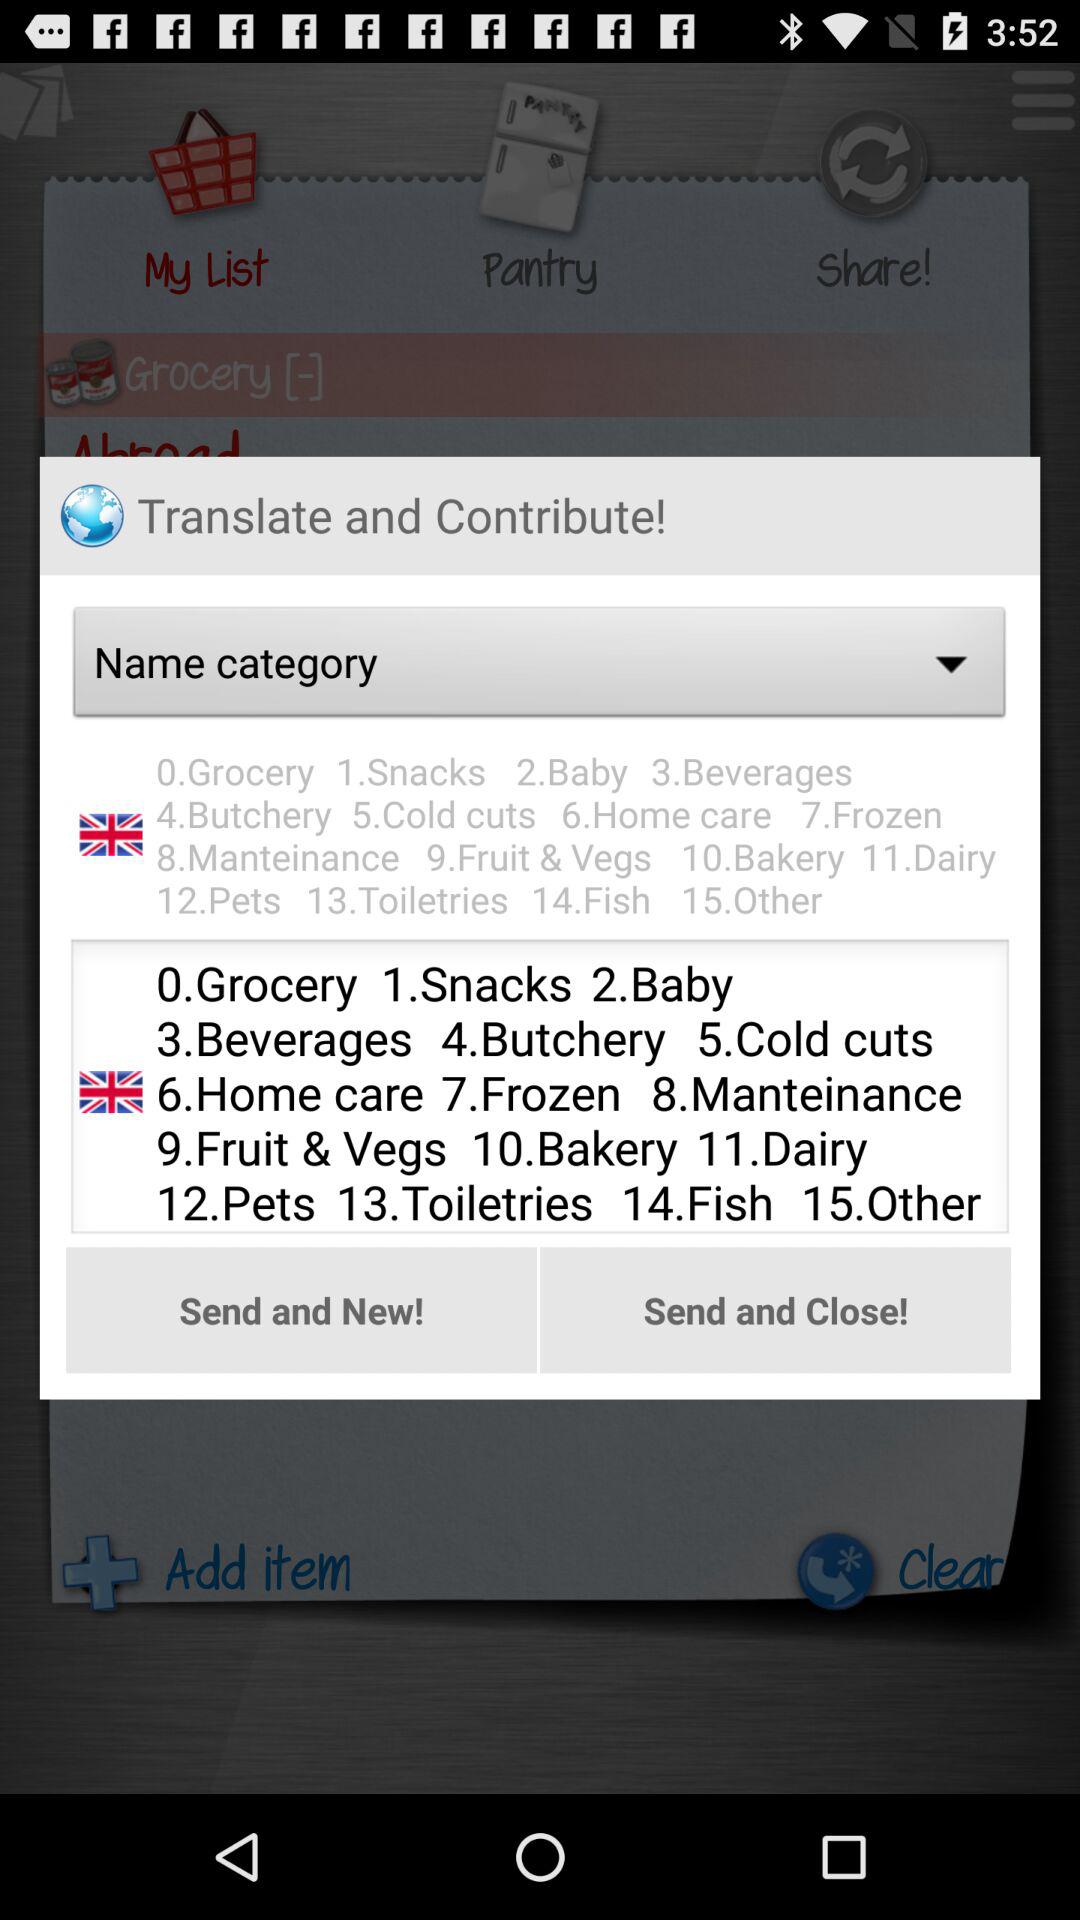 3:52
PANTRY
My List Pantry Share!
Grocery [-]
Abroad
Translate and Contribute!
Name category
0.Grocery 1.Snacks 2.Baby 3.Beverages
4.Butchery 5.Cold cuts 6.Home care 7.Frozen
8.Manteinance 9.Fruit & Vegs 10.Bakery 11.Dairy
12.Pets 13.Toiletries 14.Fish 15.Other
0.Grocery 1.Snacks 2.Baby
3.Beverages 4.Butchery 5.Cold cuts
6.Home care 7.Frozen 8.Manteinance
9.Fruit & Vegs 10.Bakery 11.Dairy
12.Pets 13.Toiletries 14.Fish 15.Other
Send and New! Send and Close!
Add item Clear